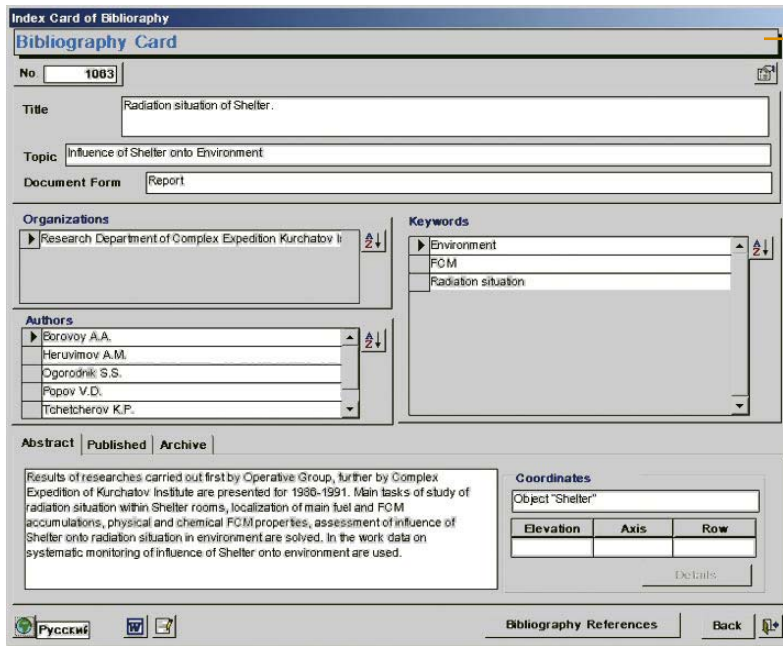 Index Card of Biblioraphy
Bibliography Card
No. 1063
Title Radiation situation of Shelter.
Topic Influence of Shelter onto Environment
Document Form Report
Organizations
Research Department of Complex Expedition Kurchatov I
Keywords
Environment
FCM
Radiation situation
Authors
Borovoy A.A.
Heruvimov A.M.
Ogorodnik S.S.
Popov V.D.
Tchetcherov K.P.
Abstract Published Archive
Results of researches carried out first by Operative Group, further by Complex
Expedition of Kurchatov Institute are presented for 1986-1991. Main tasks of study of
radiation situation within Shelter rooms, localization of main fuel and FCM
accumulations, physical and chemical FCM properties, assessment of influence of
Shelter onto radiation situation in environment are solved. In the work data on
systematic monitoring of influence of Shelter onto environment are used.
Coordinates
Object "Shelter"
Elevation Axis Row
Details
Русский
Bibliography References Back